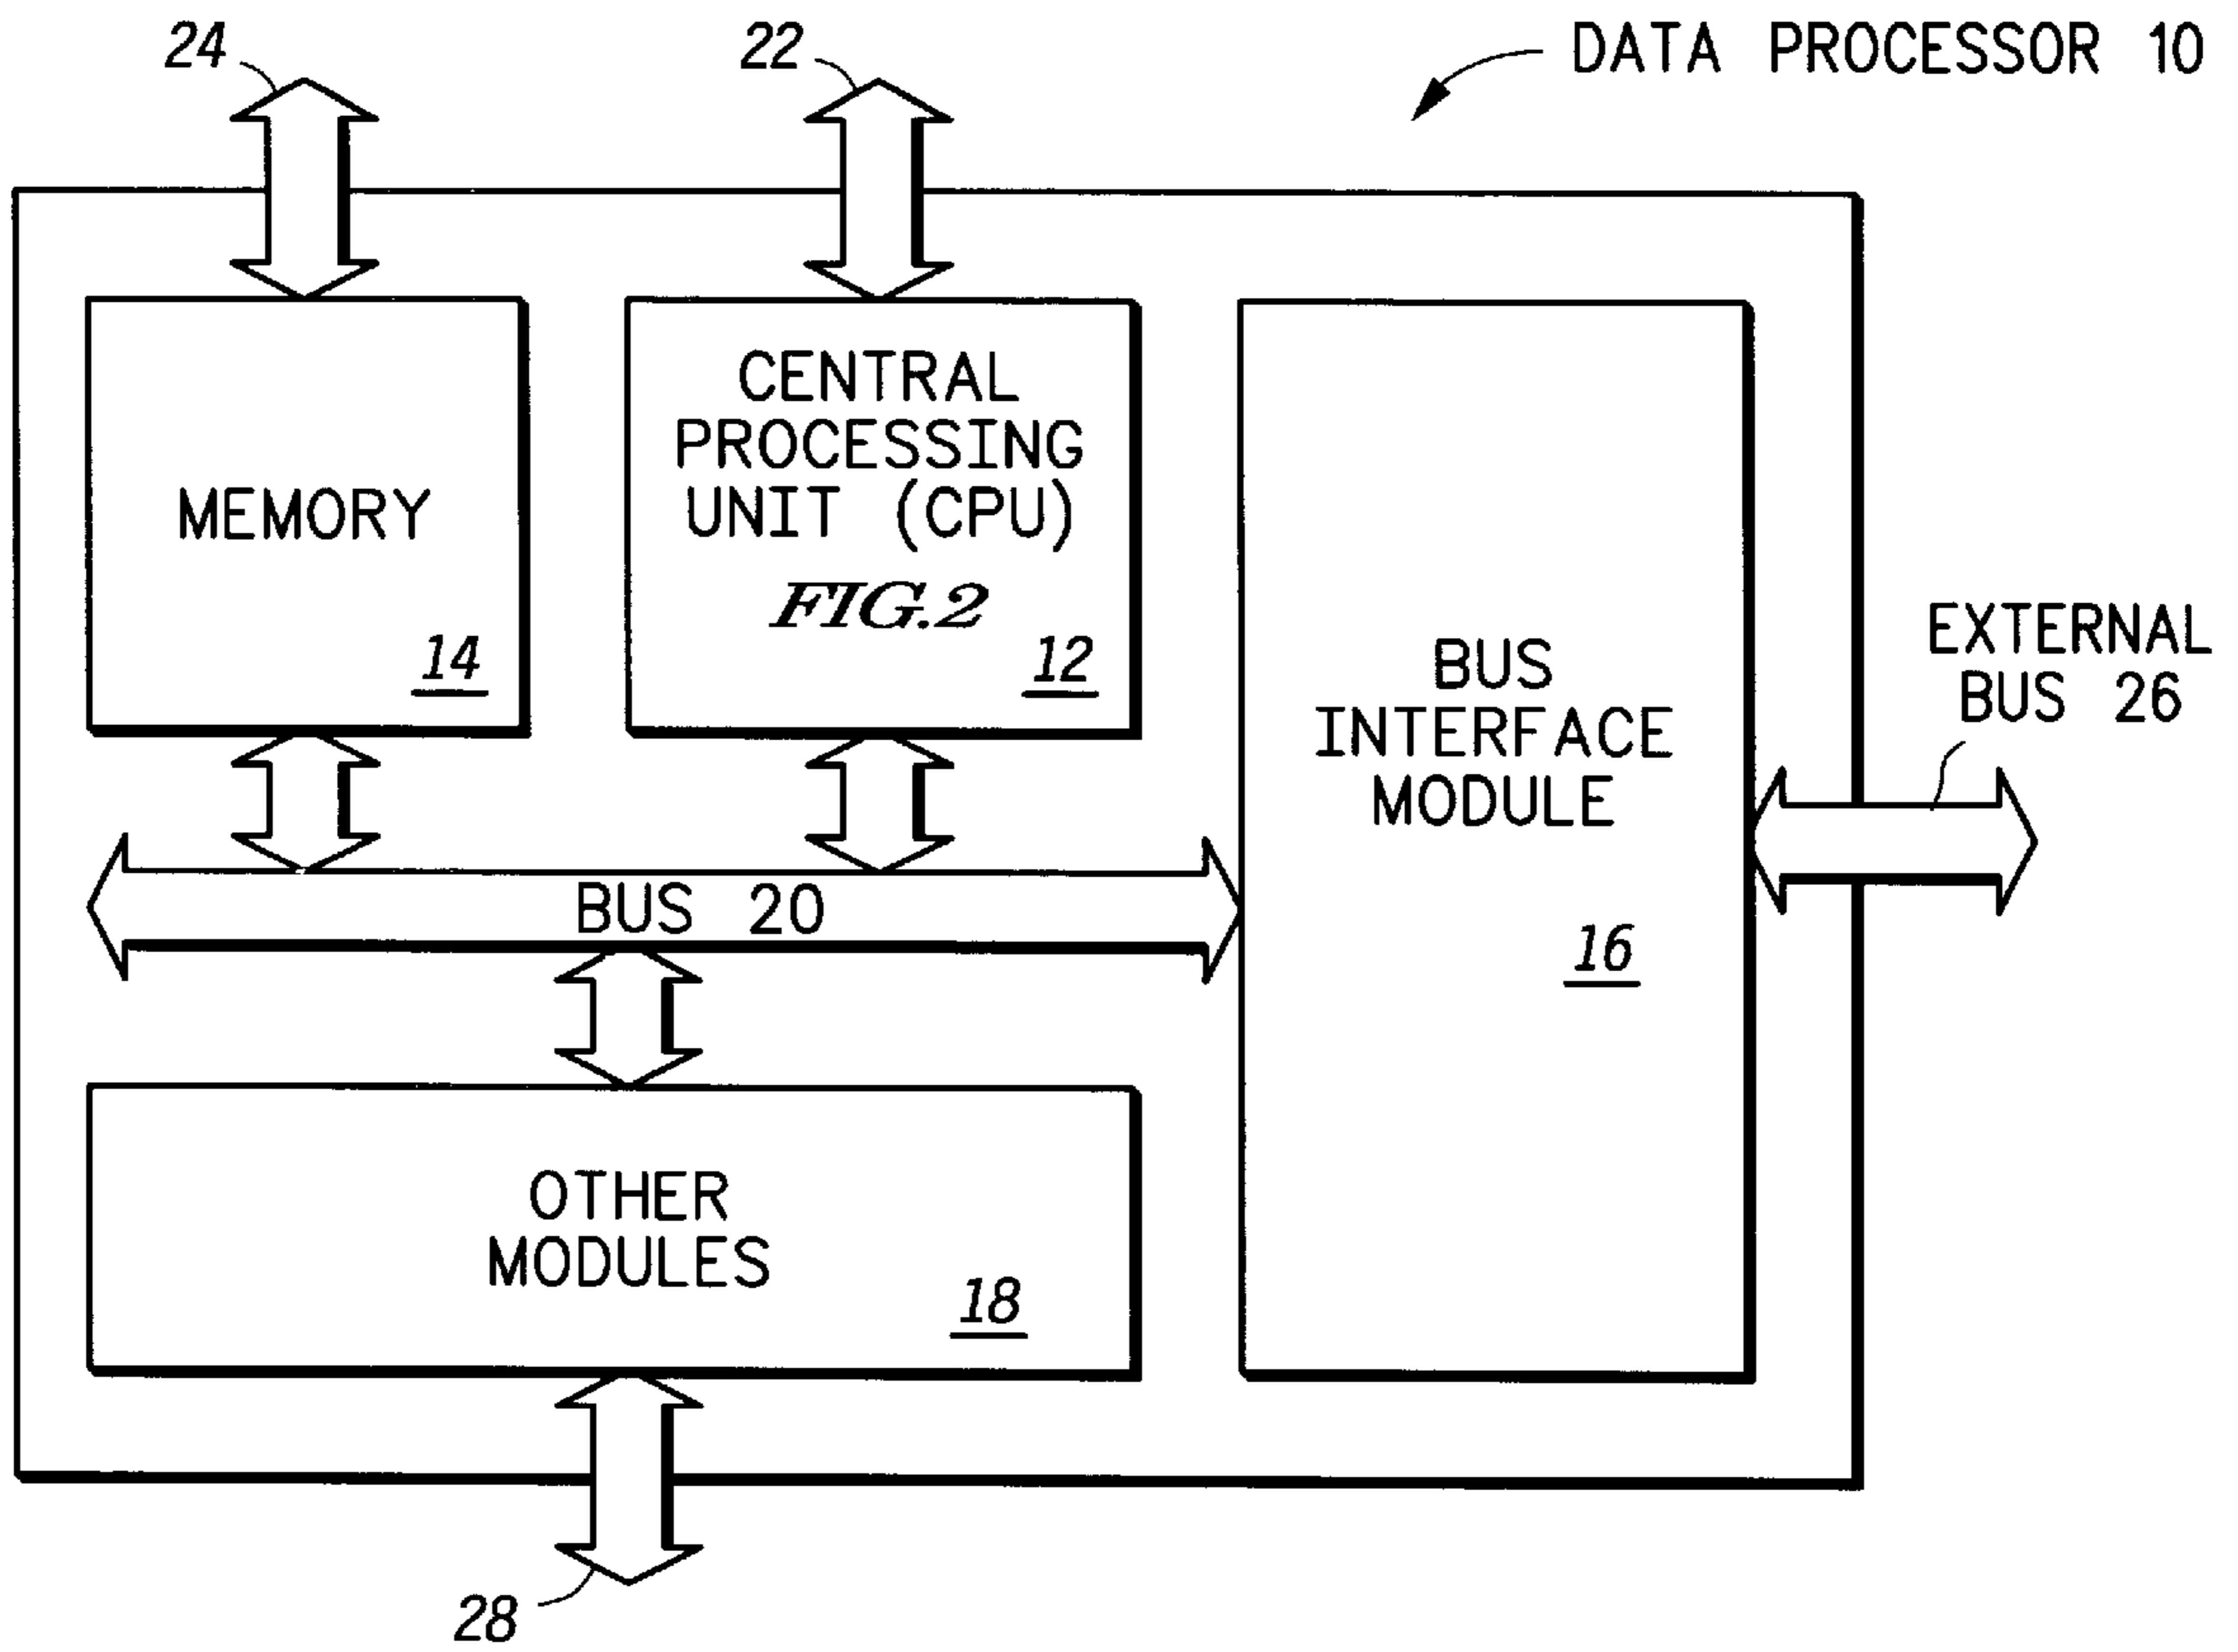 24
22
DATA PROCESSOR 10
MEMORY
14
CENTRAL
PROCESSING
UNIT (CPU)
FIG.2
12
BUS
INTERFACE
MODULE
16
EXTERNAL
BUS 26
BUS 20
OTHER
MODULES
18
28